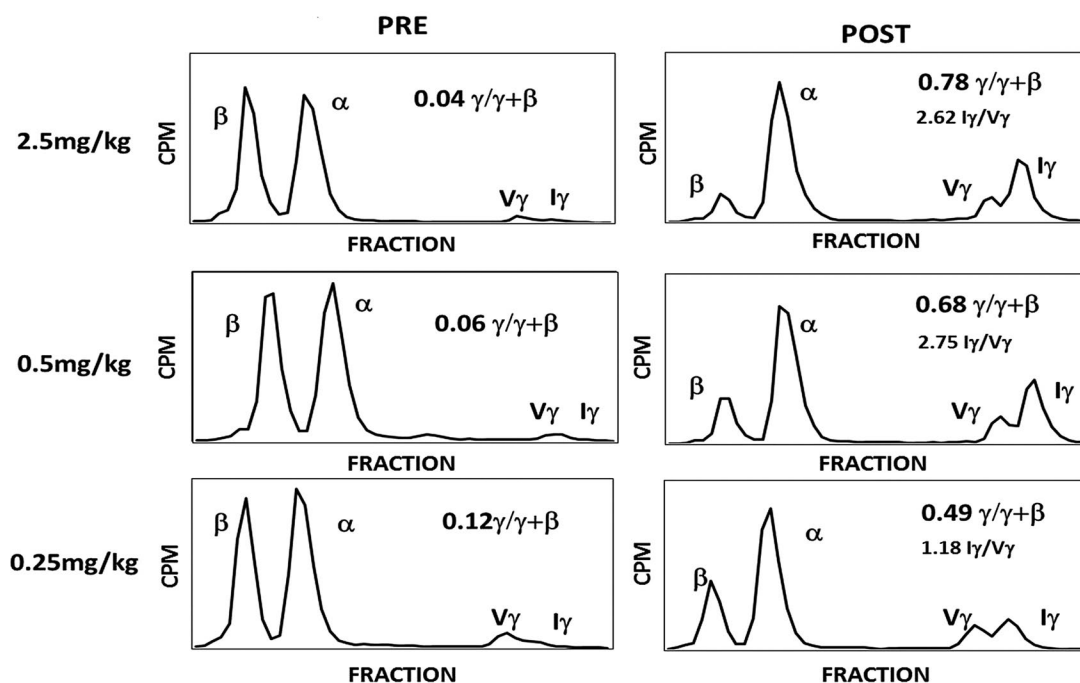 PRE
POST
2.5mg/kg
CPM
β
α
0.04 γ/γ+β
Vγ
Iγ
FRACTION
CPM
β
α
0.78 γ/γ+β
2.62 Iγ/Vγ
Vγ
Iγ
FRACTION
0.5mg/kg
CPM
β
α
0.06 γ/γ+β
Vγ
Iγ
FRACTION
CPM
β
α
0.68 γ/γ+β
2.75 Iγ/Vγ
Vγ
Iγ
FRACTION
0.25mg/kg
CPM
β
α
0.12γ/γ+β
Vγ
Iγ
FRACTION
CPM
β
α
0.49 γ/γ+β
1.18 Iγ/Vγ
Vγ
Iγ
FRACTION